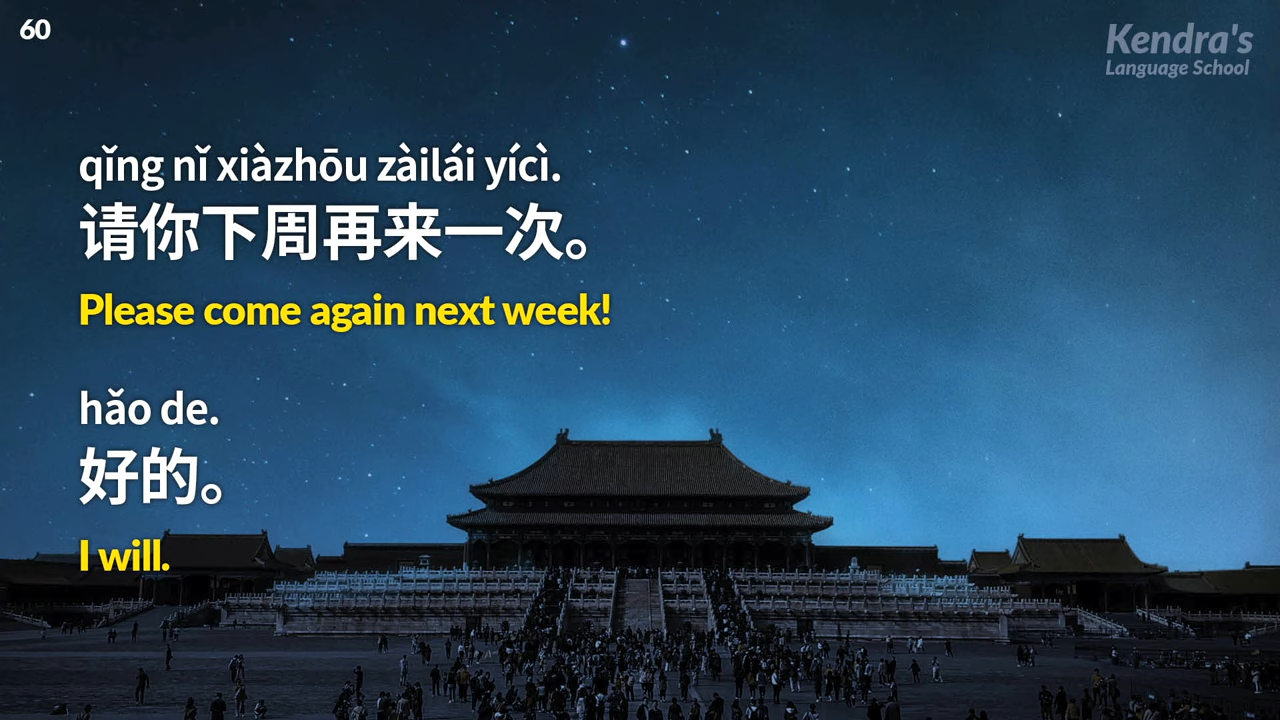 60
Kendra's
Language School
qǐng nǐ xiàzhōu zàilái yícì.
请你下周再来一次。
Please come again next week!
hǎo de.
好的。
I will.